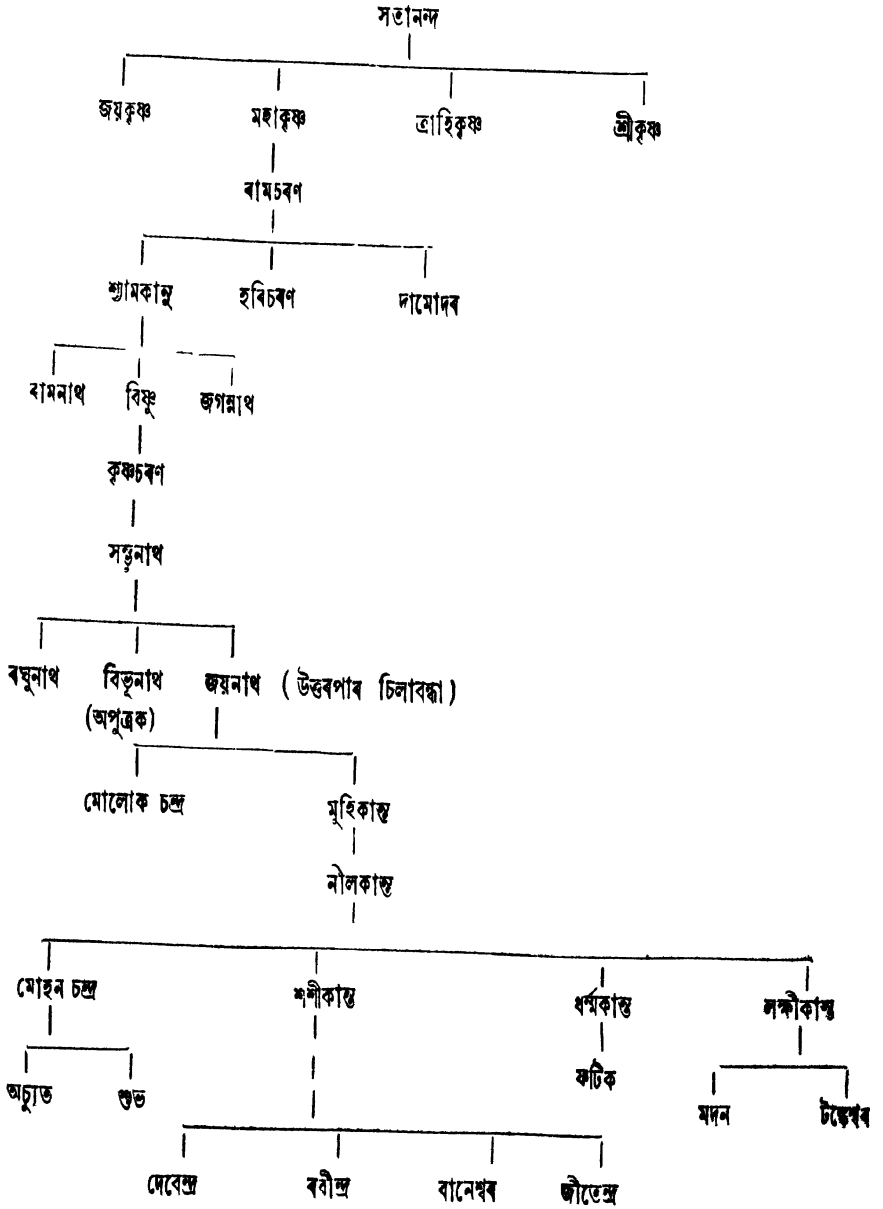 সতানন্দ
জয়কৃষ্ণ মহাকৃষ্ণ ত্ৰাহিকৃষ্ণ শ্ৰীকৃষ্ণ
ৰামচৰণ
শ্যামকান্ত হৰিচৰণ দামোদৰ
ৰামনাথ বিষ্ণু জগন্নাথ
কৃষ্ণচৰণ
সম্ভুনাথ
ৰঘুনাথ বিভূনাথ জয়নাথ ( উত্তৰপাৰ চিলাবন্ধা )
(অপুত্ৰক)
মোলোক চন্দ্ৰ মুহিকান্ত
নীলকান্ত
মোহন চন্দ্ৰ শশীকান্ত ধৰ্ম্মকান্ত লক্ষীকান্ত
অচ্যুত শুভ ফটিক
মদন টঙ্কেশ্বৰ
দেবেন্দ্ৰ ৰবীন্দ্ৰ বানেশ্বৰ জীতেন্দ্ৰ